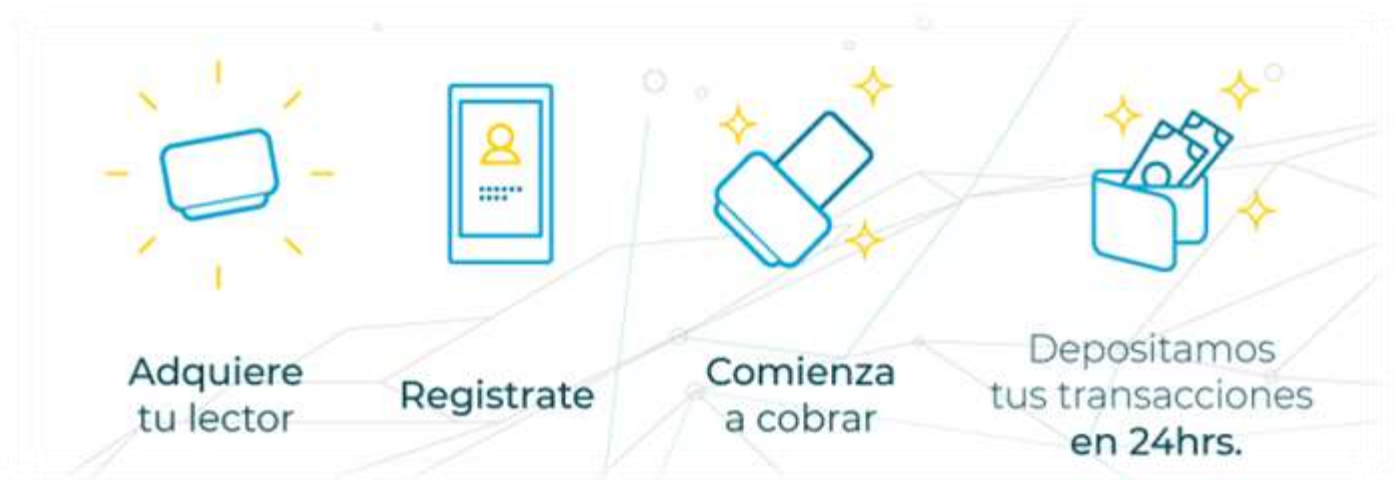 Adquiere
tu lector
Registrate
Comienza
a cobrar
Depositamos
tus transacciones
en 24hrs.